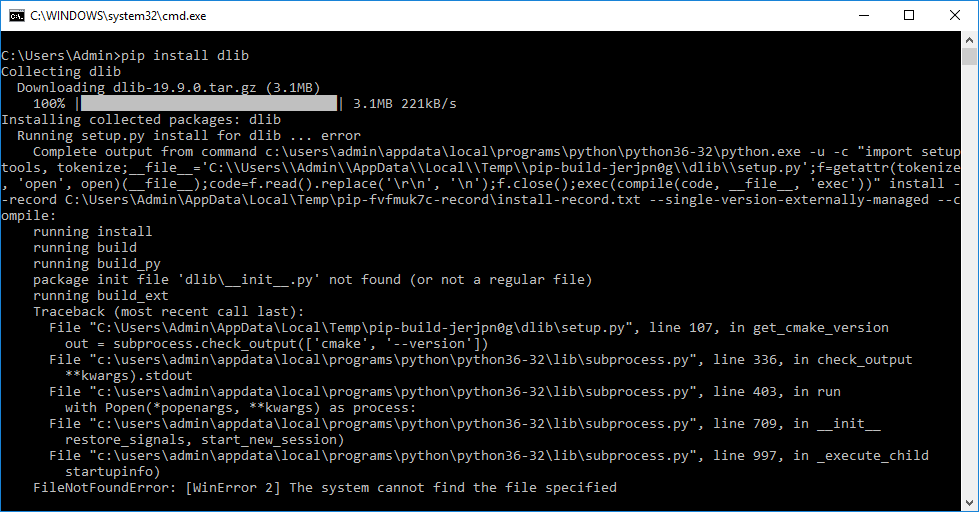 C:\WINDOWS\system32\cmd.exe
C:\Users\Admin>pip install dlib
Collecting dlib
  Downloading dlib-19.9.0.tar.gz (3.1MB)
    100% |████████████████████████████████| 3.1MB 221kB/s
Installing collected packages: dlib
  Running setup.py install for dlib ... error
    Complete output from command c:\users\admin\appdata\local\programs\python\python36-32\python.exe -u -c "import setup
tools, tokenize;__file__='C:\\Users\\Admin\\AppData\\Local\\Temp\\pip-build-jerjpn0g\\dlib\\setup.py';f=getattr(tokenize
, 'open', open)(__file__);code=f.read().replace('\r\n', '\n');f.close();exec(compile(code, __file__, 'exec'))" install -
-record C:\Users\Admin\AppData\Local\Temp\pip-fvfmuk7c-record\install-record.txt --single-version-externally-managed --c
ompile:
    running install
    running build
    running build_py
    package init file 'dlib\__init__.py' not found (or not a regular file)
    running build_ext
    Traceback (most recent call last):
      File "C:\Users\Admin\AppData\Local\Temp\pip-build-jerjpn0g\dlib\setup.py", line 107, in get_cmake_version
        out = subprocess.check_output(['cmake', '--version'])
      File "c:\users\admin\appdata\local\programs\python\python36-32\lib\subprocess.py", line 336, in check_output
        **kwargs).stdout
      File "c:\users\admin\appdata\local\programs\python\python36-32\lib\subprocess.py", line 403, in run
        with Popen(*popenargs, **kwargs) as process:
      File "c:\users\admin\appdata\local\programs\python\python36-32\lib\subprocess.py", line 709, in __init__
        restore_signals, start_new_session)
      File "c:\users\admin\appdata\local\programs\python\python36-32\lib\subprocess.py", line 997, in _execute_child
        startupinfo)
    FileNotFoundError: [WinError 2] The system cannot find the file specified